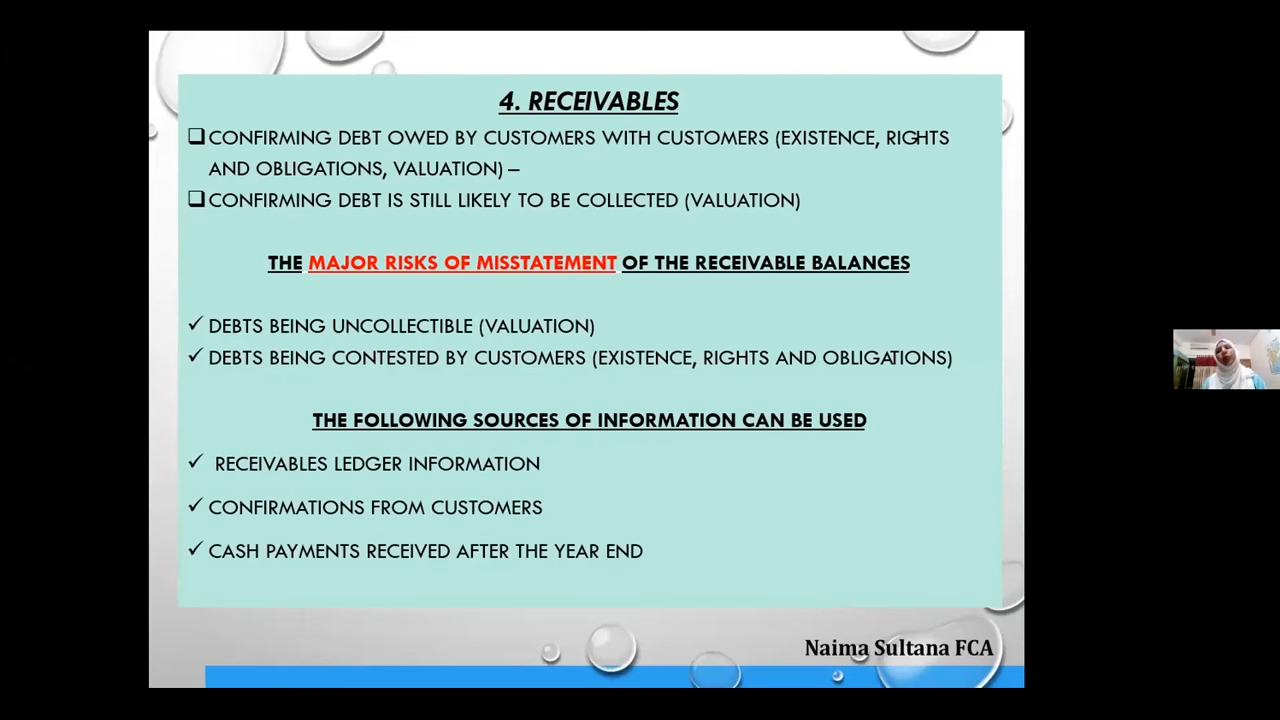 4. RECEIVABLES
❑CONFIRMING DEBT OWED BY CUSTOMERS WITH CUSTOMERS (EXISTENCE, RIGHTS
AND OBLIGATIONS, VALUATION) –
❑CONFIRMING DEBT IS STILL LIKELY TO BE COLLECTED (VALUATION)
THE MAJOR RISKS OF MISSTATEMENT OF THE RECEIVABLE BALANCES
✓ DEBTS BEING UNCOLLECTIBLE (VALUATION)
✓ DEBTS BEING CONTESTED BY CUSTOMERS (EXISTENCE, RIGHTS AND OBLIGATIONS)
THE FOLLOWING SOURCES OF INFORMATION CAN BE USED
✓ RECEIVABLES LEDGER INFORMATION
✓ CONFIRMATIONS FROM CUSTOMERS
✓ CASH PAYMENTS RECEIVED AFTER THE YEAR END
Naima Sultana FCA